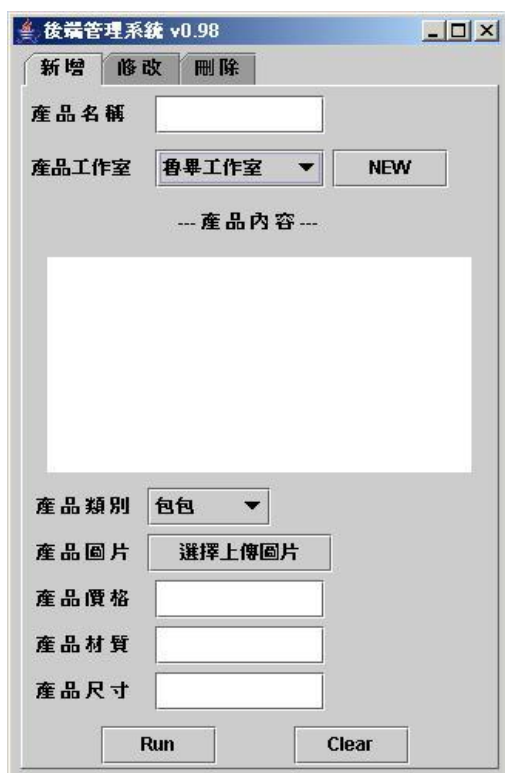 後端管理系統 v0.98
新增 修改 刪除
產品名稱
產品工作室 魯畢工作室 NEW
---產品內容---
產品類別 包包
產品圖片 選擇上傳圖片
產品價格
產品材質
產品尺寸
Run Clear